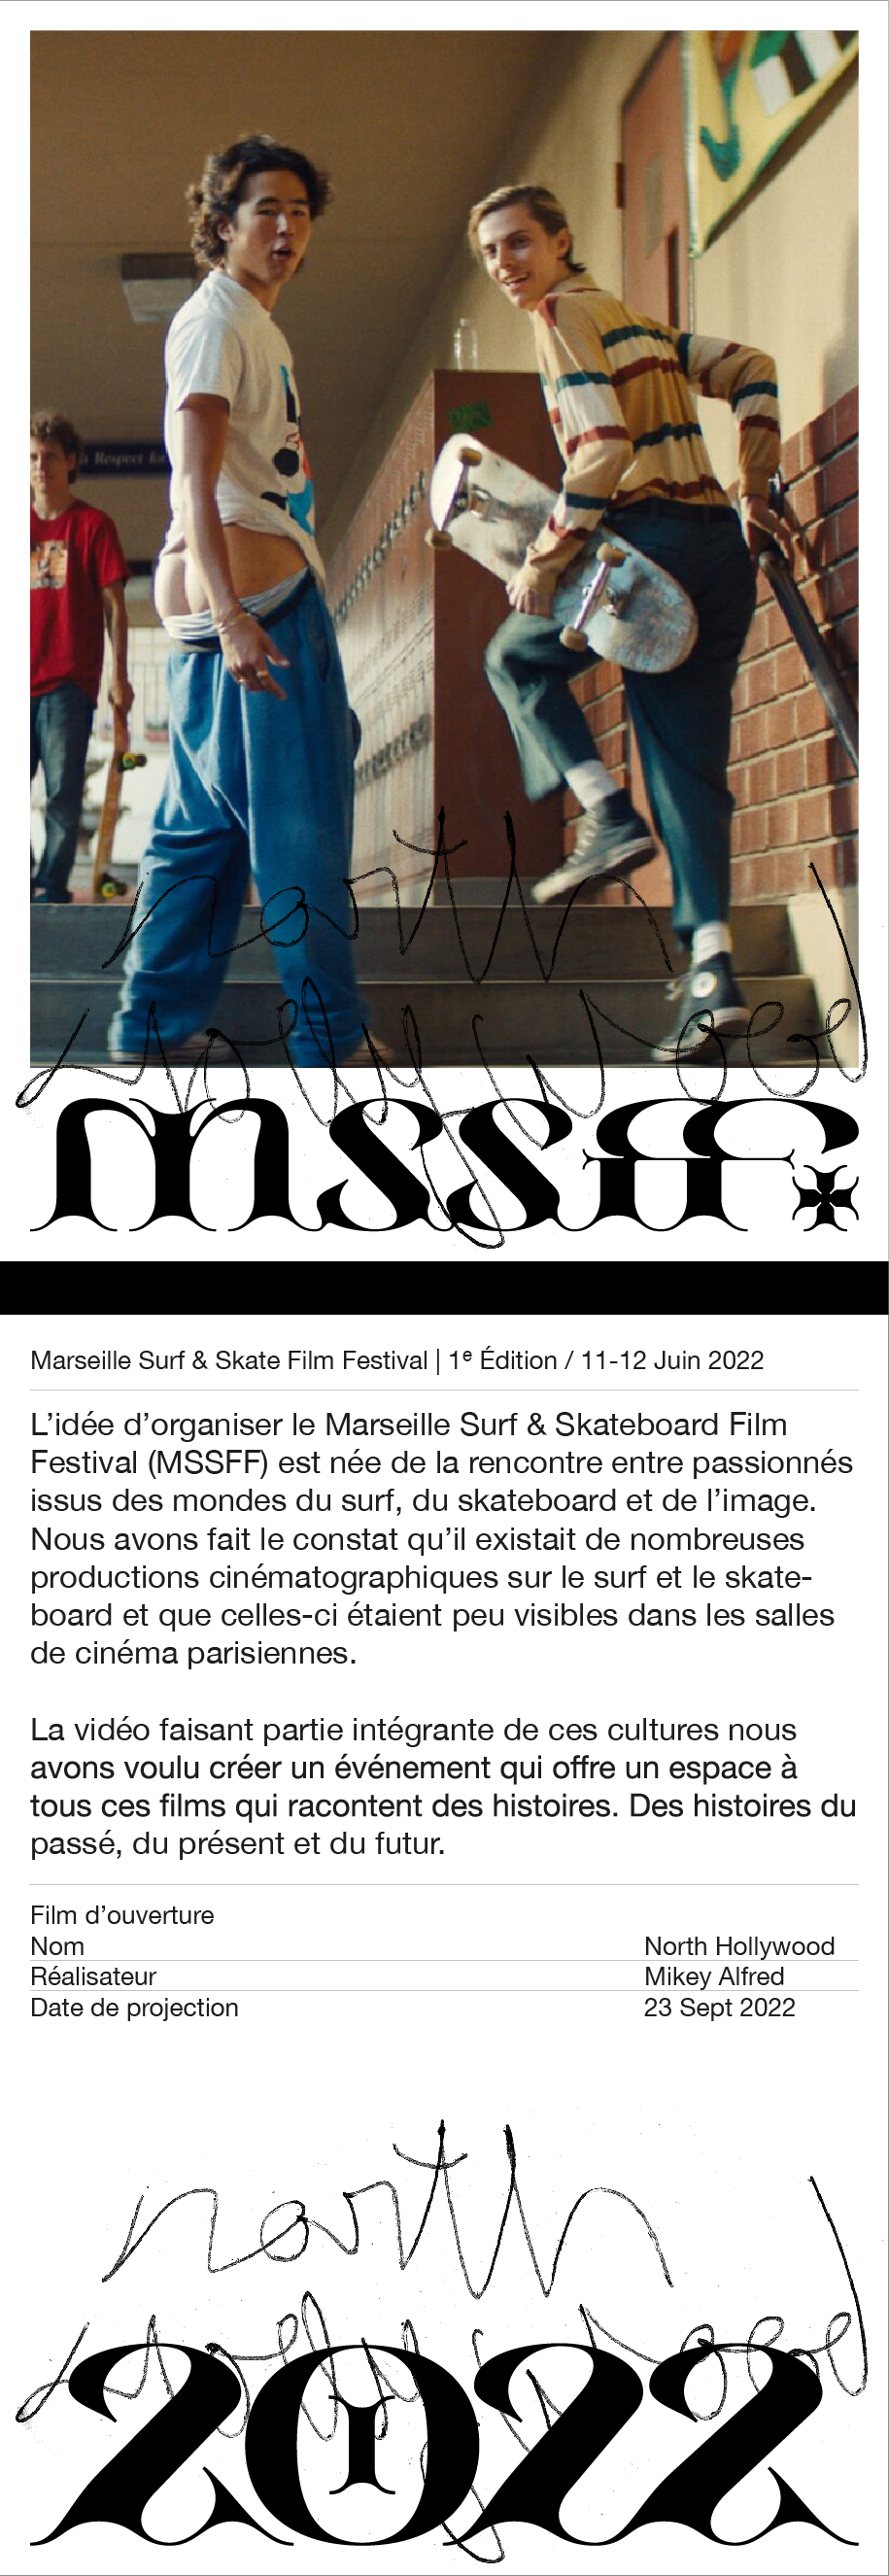 a Respect for
north
hollywood
mssff
Marseille Surf & Skate Film Festival | 1ᵉ Édition / 11-12 Juin 2022
L’idée d’organiser le Marseille Surf & Skateboard Film
Festival (MSSFF) est née de la rencontre entre passionnés
issus des mondes du surf, du skateboard et de l’image.
Nous avons fait le constat qu’il existait de nombreuses
productions cinématographiques sur le surf et le skate-
board et que celles-ci étaient peu visibles dans les salles
de cinéma parisiennes.
La vidéo faisant partie intégrante de ces cultures nous
avons voulu créer un événement qui offre un espace à
tous ces films qui racontent des histoires. Des histoires du
passé, du présent et du futur.
Film d’ouverture
Nom North Hollywood
Réalisateur Mikey Alfred
Date de projection 23 Sept 2022
north
hollywood
2022